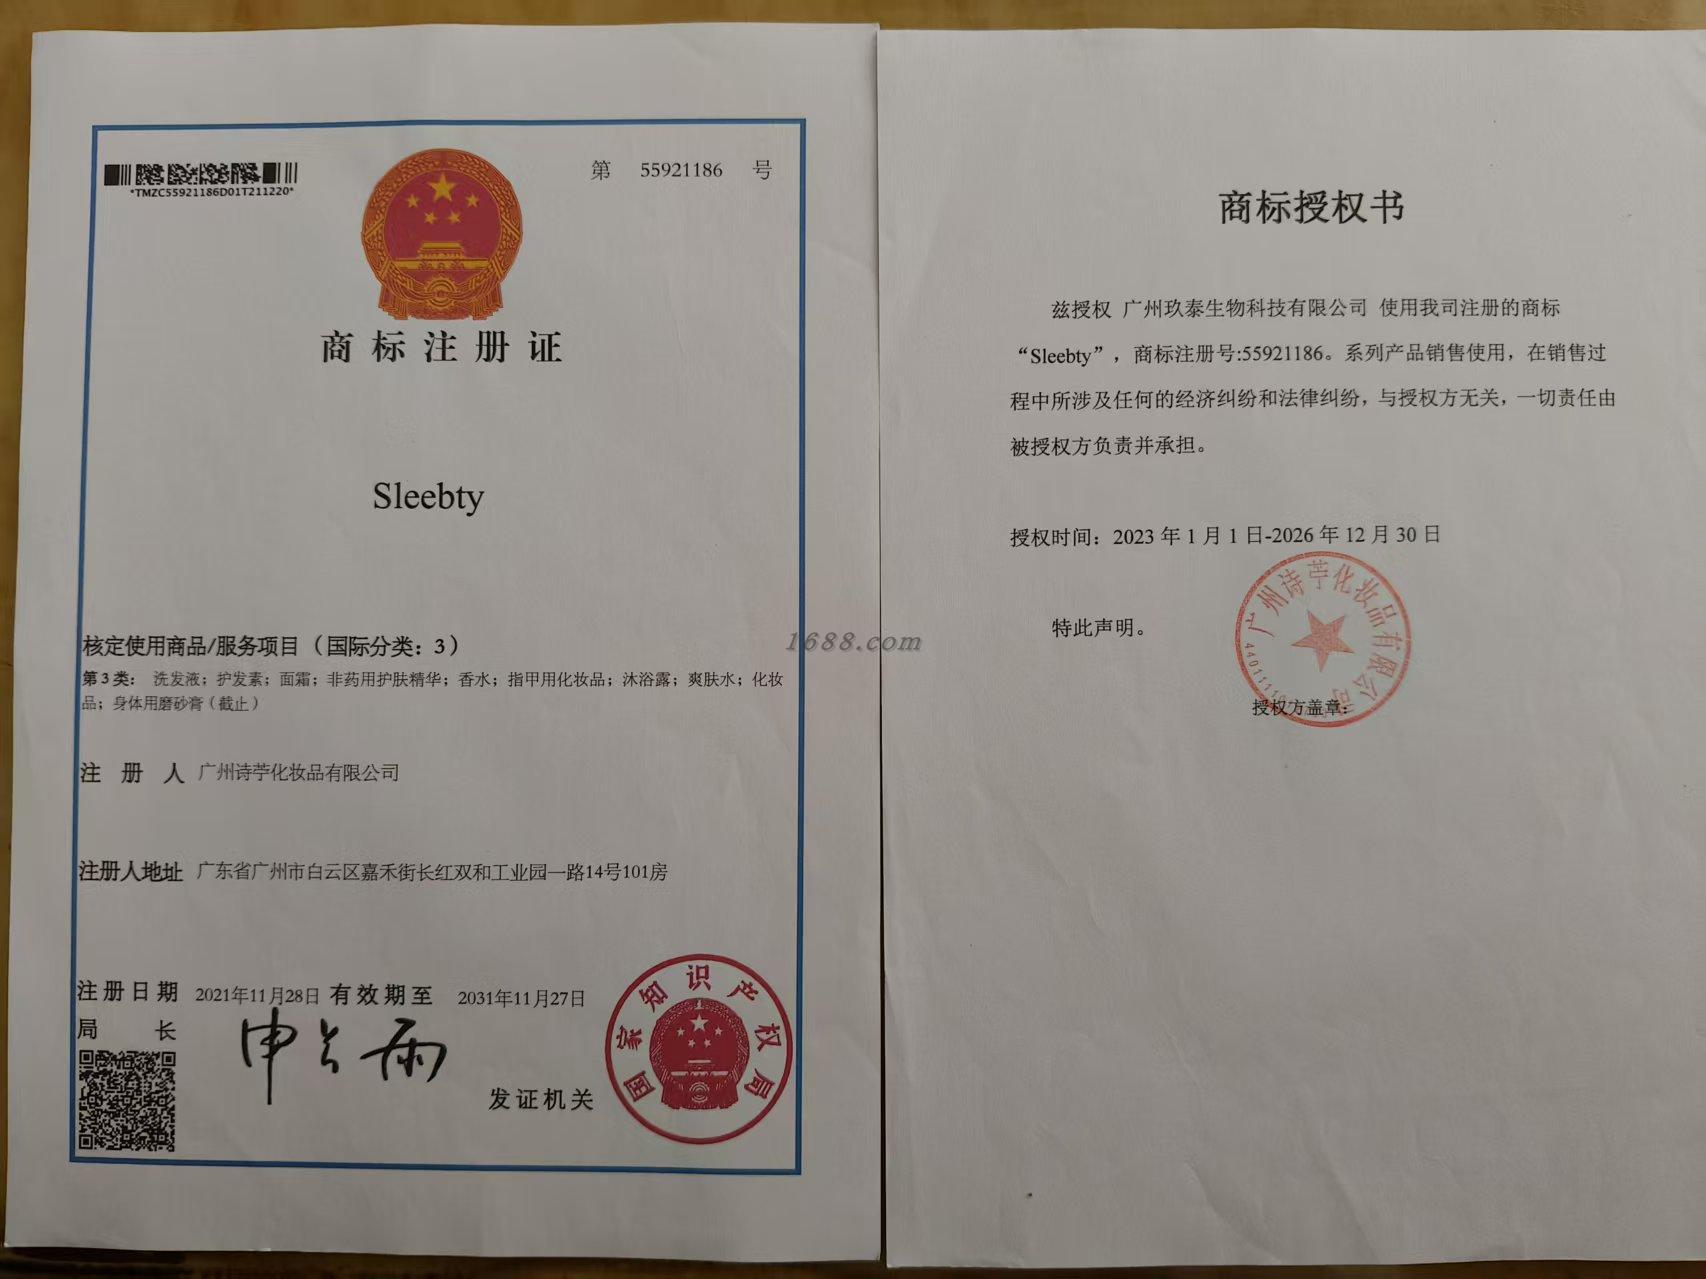 *TMZC55921186D01T211220*
第 55921186 号
商标注册证
Sleebty
核定使用商品/服务项目（国际分类：3）
第3类：洗发液；护发素；面霜；非药用护肤精华；香水；指甲用化妆品；沐浴露；爽肤水；化妆
品；身体用磨砂膏（截止）
注册人 广州诗苧化妆品有限公司
注册人地址 广东省广州市白云区嘉禾街长红双和工业园一路14号101房
注册日期 2021年11月28日 有效期至 2031年11月27日
局长
申长雨
发证机关
国家知识产权局
1688.com
商标授权书
兹授权 广州玖泰生物科技有限公司 使用我司注册的商标
“Sleebty”，商标注册号:55921186。系列产品销售使用，在销售过
程中所涉及任何的经济纠纷和法律纠纷，与授权方无关，一切责任由
被授权方负责并承担。
授权时间：2023 年 1 月 1 日-2026 年 12 月 30 日
特此声明。
广州诗苧化妆品有限公司
授权方盖章：